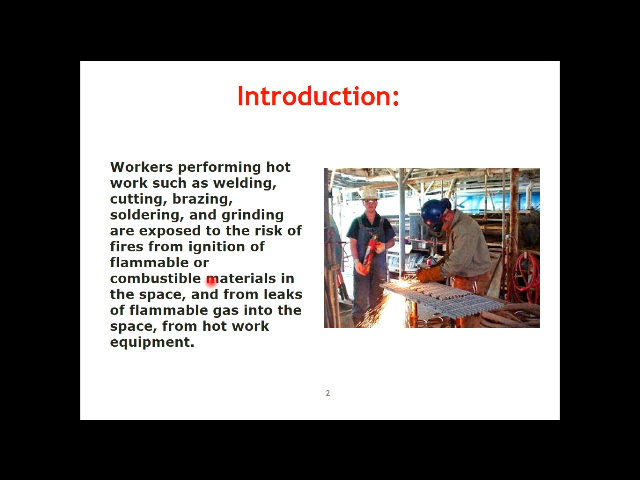 Introduction:
Workers performing hot
work such as welding,
cutting, brazing,
soldering, and grinding
are exposed to the risk of
fires from ignition of
flammable or
combustible materials in
the space, and from leaks
of flammable gas into the
space, from hot work
equipment.
2